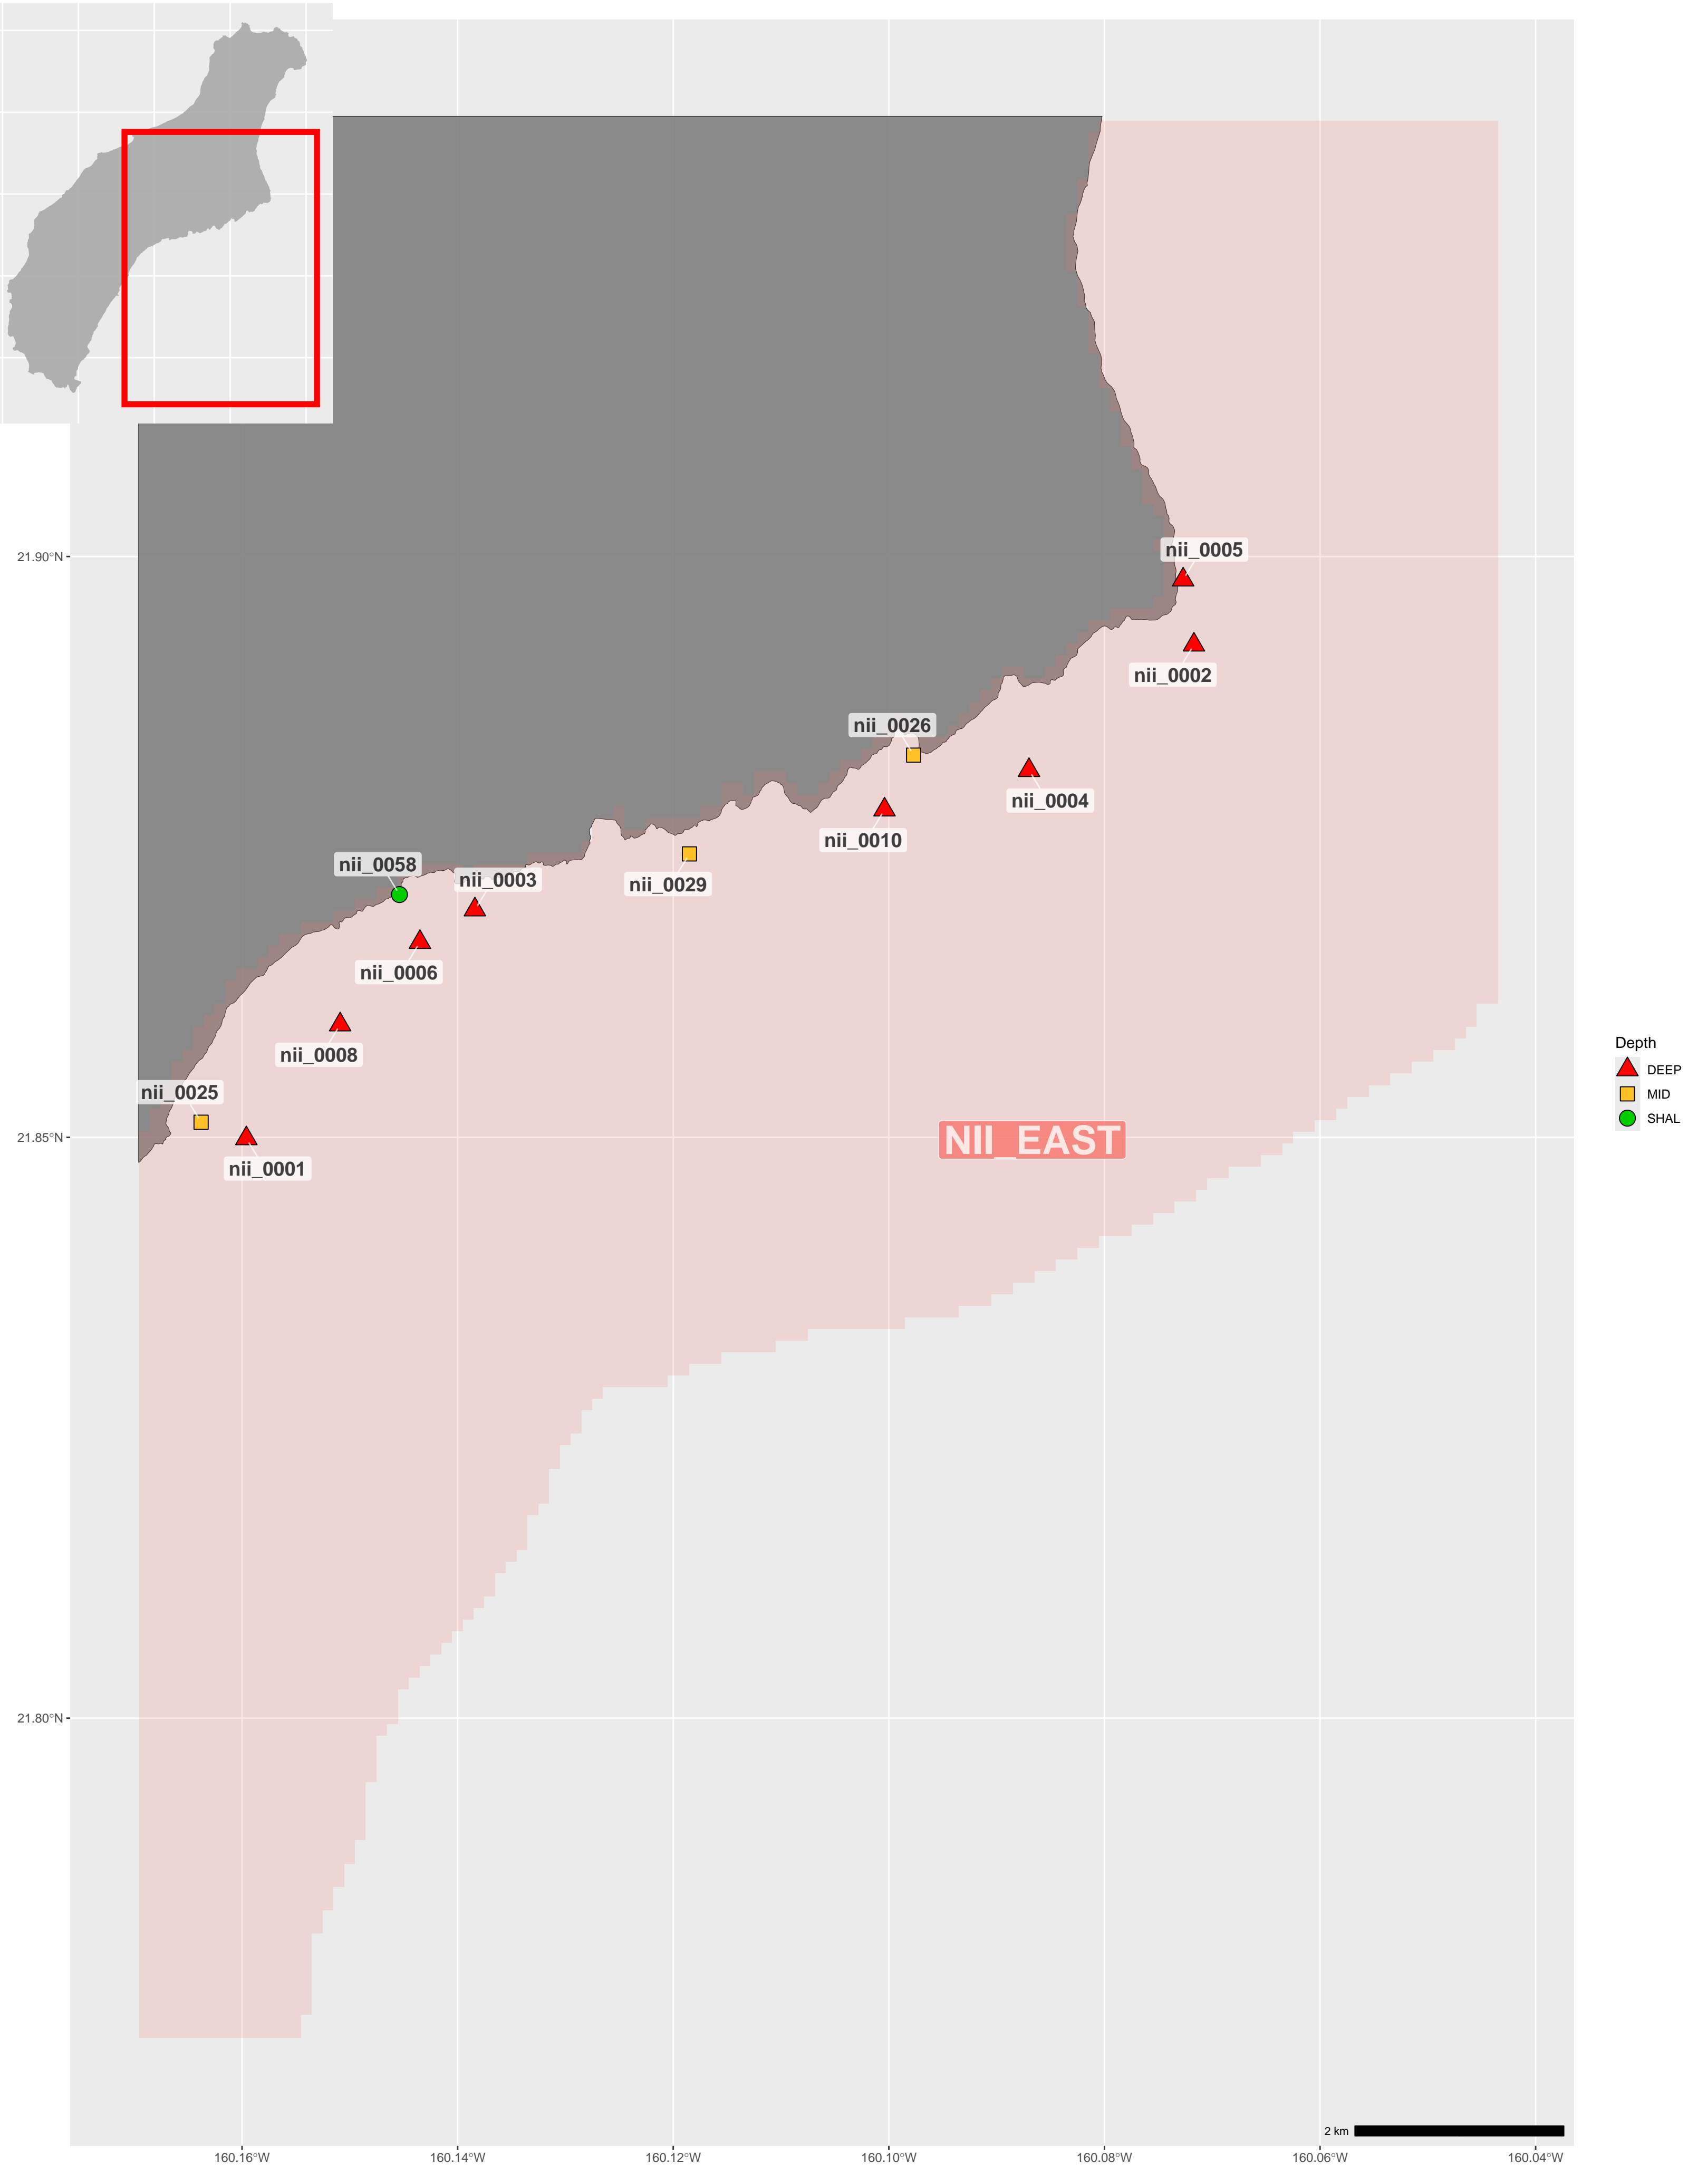 nii_0005
21.90°N
nii_0002
nii_0026
nii_0004
nii_0010
nii_0058
nii_0003
nii_0029
nii_0006
nii_0008
nii_0025
nii_0001
21.85°N
NII_EAST
Depth
DEEP
MID
SHAL
21.80°N
2 km
160.16°W 160.14°W 160.12°W 160.10°W 160.08°W 160.06°W 160.04°W